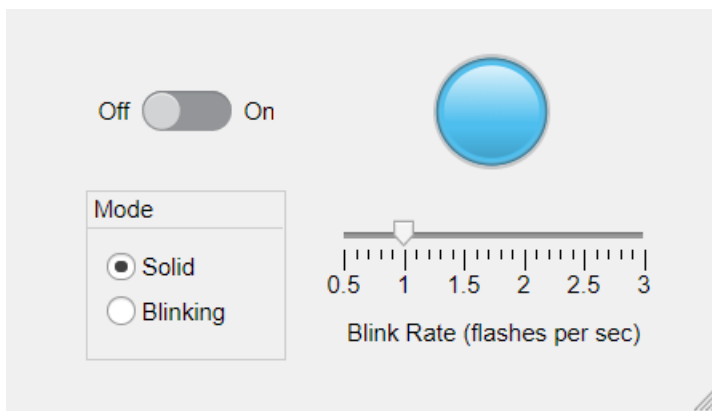 Off On
Mode
Solid
Blinking
0.5 1 1.5 2 2.5 3
Blink Rate (flashes per sec)